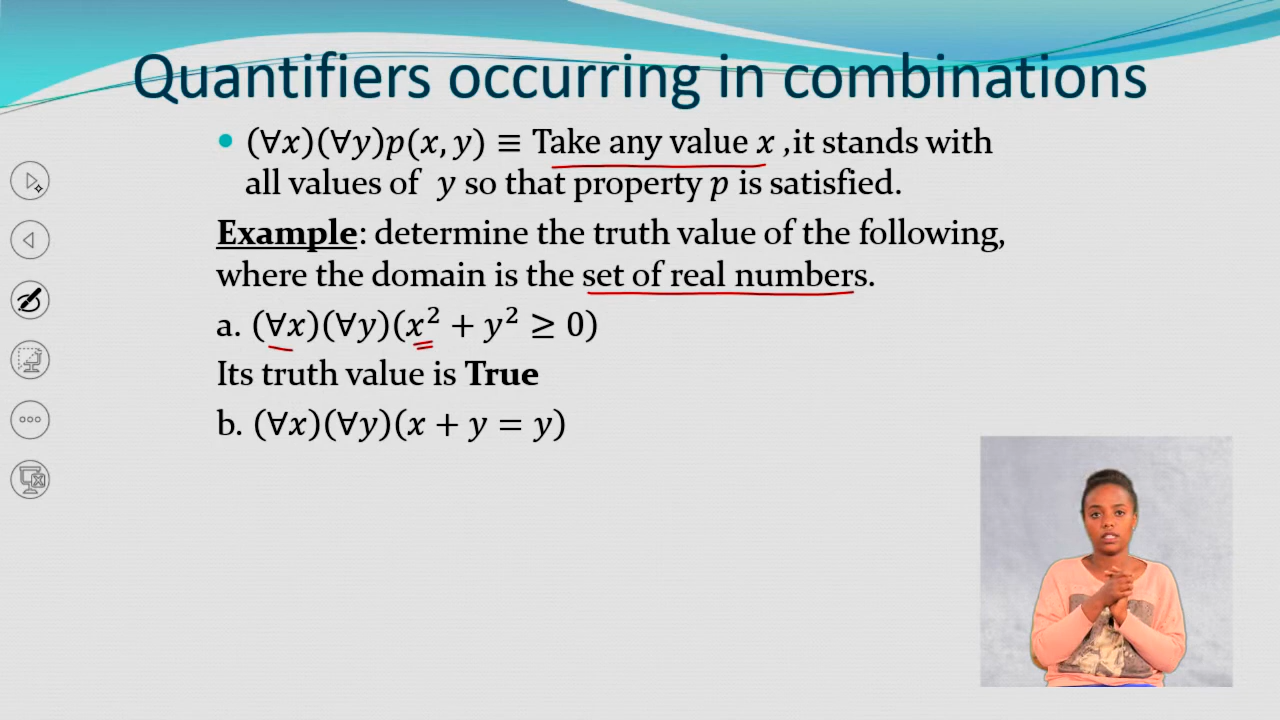 Quantifiers occurring in combinations
• (∀x)(∀y)p(x, y) ≡ Take any value x ,it stands with
all values of y so that property p is satisfied.
Example: determine the truth value of the following,
where the domain is the set of real numbers.
a. (∀x)(∀y)(x² + y² ≥ 0)
Its truth value is True
b. (∀x)(∀y)(x + y = y)